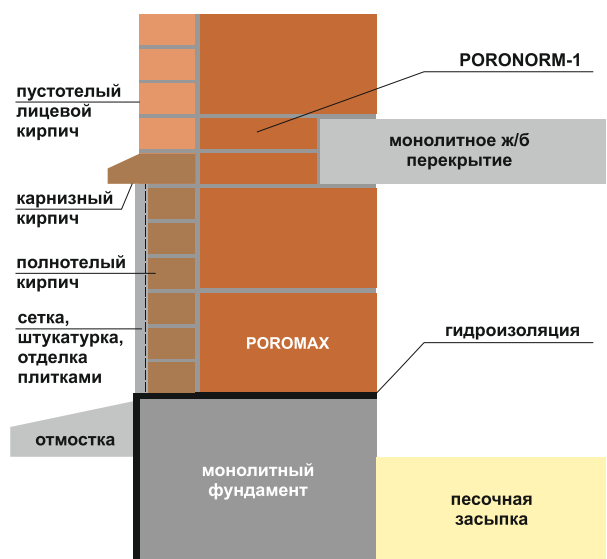 PORONORM-1
пустотелый
лицевой
кирпич
монолитное ж/б
перекрытие
карнизный
кирпич
полнотелый
кирпич
сетка,
штукатурка,
отделка
плитками
гидроизоляция
POROMAX
отмостка
монолитный
фундамент
песочная
засыпка